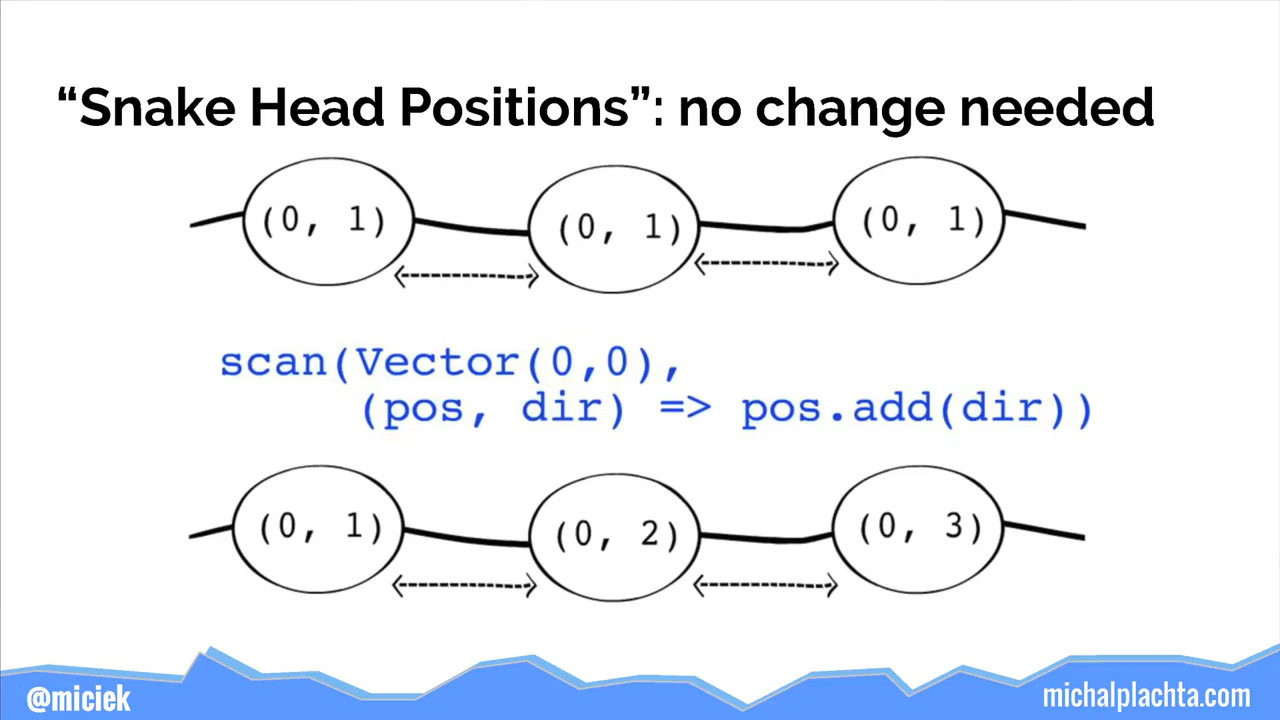 “Snake Head Positions”: no change needed
(0, 1) (0, 1) (0, 1)
scan(Vector(0,0),
(pos, dir) => pos.add(dir))
(0, 1) (0, 2) (0, 3)
@miciek michalplachta.com